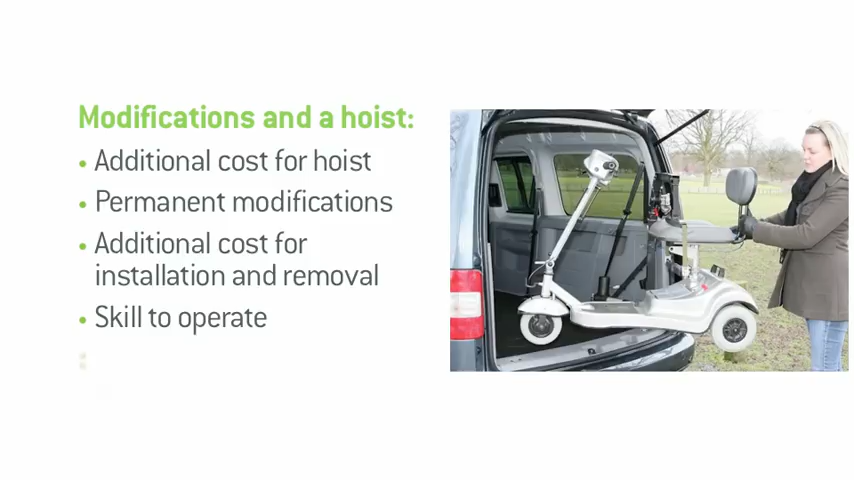 Modifications and a hoist:
• Additional cost for hoist
• Permanent modifications
• Additional cost for
installation and removal
• Skill to operate